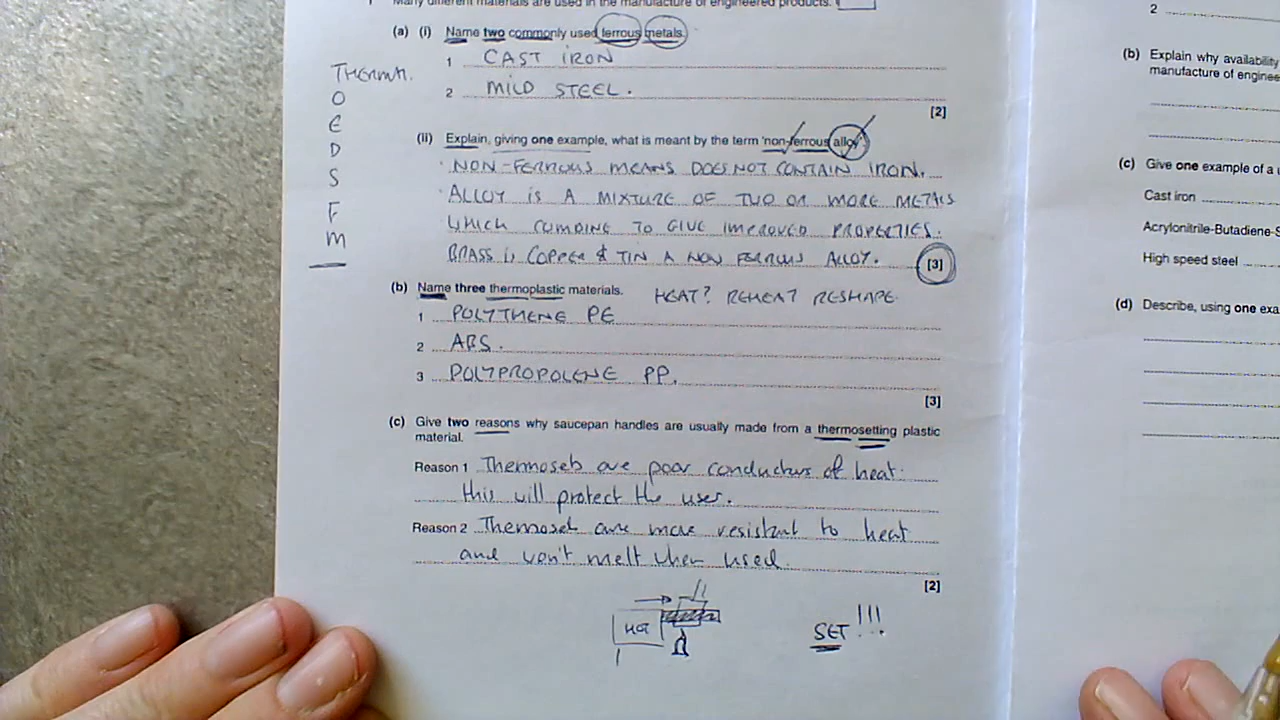 Many different materials are used in the manufacture of engineered products.
(a) (i) Name two commonly used ferrous metals.
1 CAST IRON
2 MILD STEEL.
[2]
THERMH.
O
E
D
S
F
M
(ii) Explain, giving one example, what is meant by the term 'non-ferrous alloy'.
NON-FERROUS MEANS DOES NOT CONTAIN IRON.
ALLOY IS A MIXTURE OF TWO OR MORE METALS
WHICH COMBINE TO GIVE IMPROVED PROPERTIES.
BRASS IS COPPER & TIN A NON FERROUS ALLOY.
[3]
(b) Name three thermoplastic materials. HEAT? REHEAT RESHAPE
1 POLYTHENE PE
2 ABS.
3 POLYPROPOLENE PP.
[3]
(c) Give two reasons why saucepan handles are usually made from a thermosetting plastic
material.
Reason 1 Thermosets are poor conductors of heat.
this will protect the user.
Reason 2 Themoset are more resistant to heat
and won't melt when used.
[2]
HOT
SET !!!
2
(b) Explain why availability
manufacture of enginee
(c) Give one example of a u
Cast iron
Acrylonitrile-Butadiene-S
High speed steel
(d) Describe, using one exa